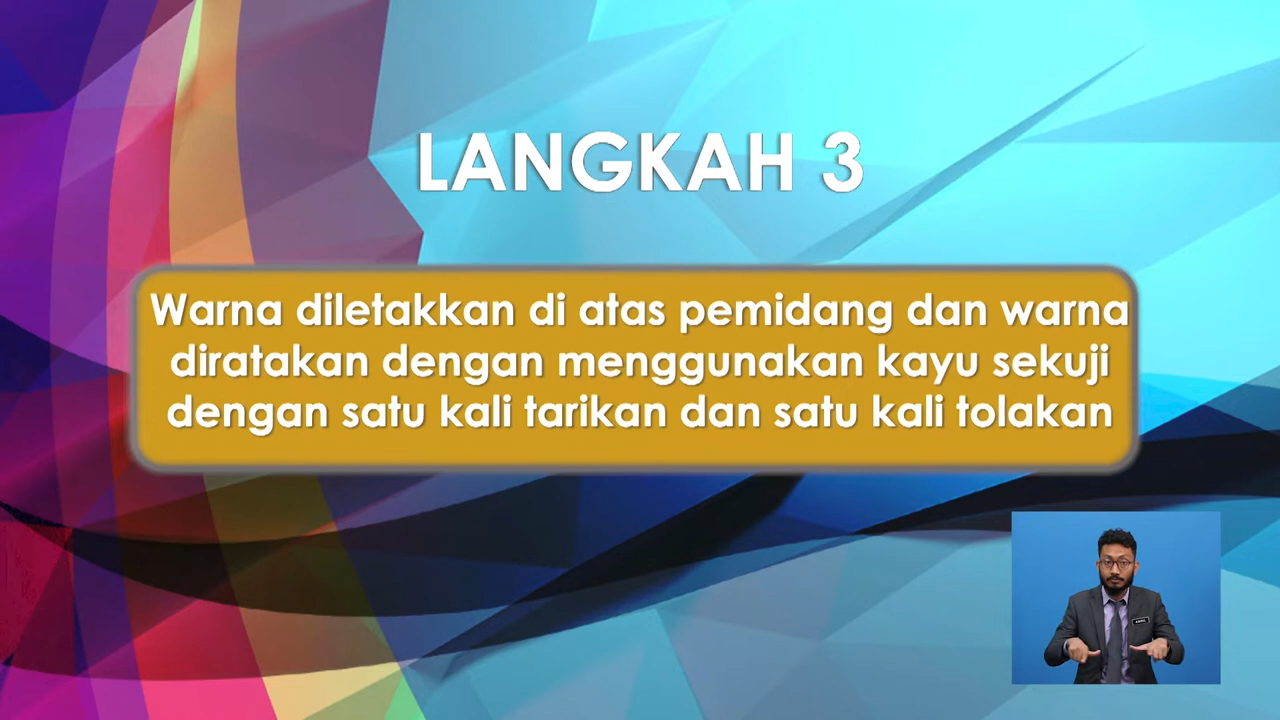 LANGKAH 3
Warna diletakkan di atas pemidang dan warna
diratakan dengan menggunakan kayu sekuji
dengan satu kali tarikan dan satu kali tolakan